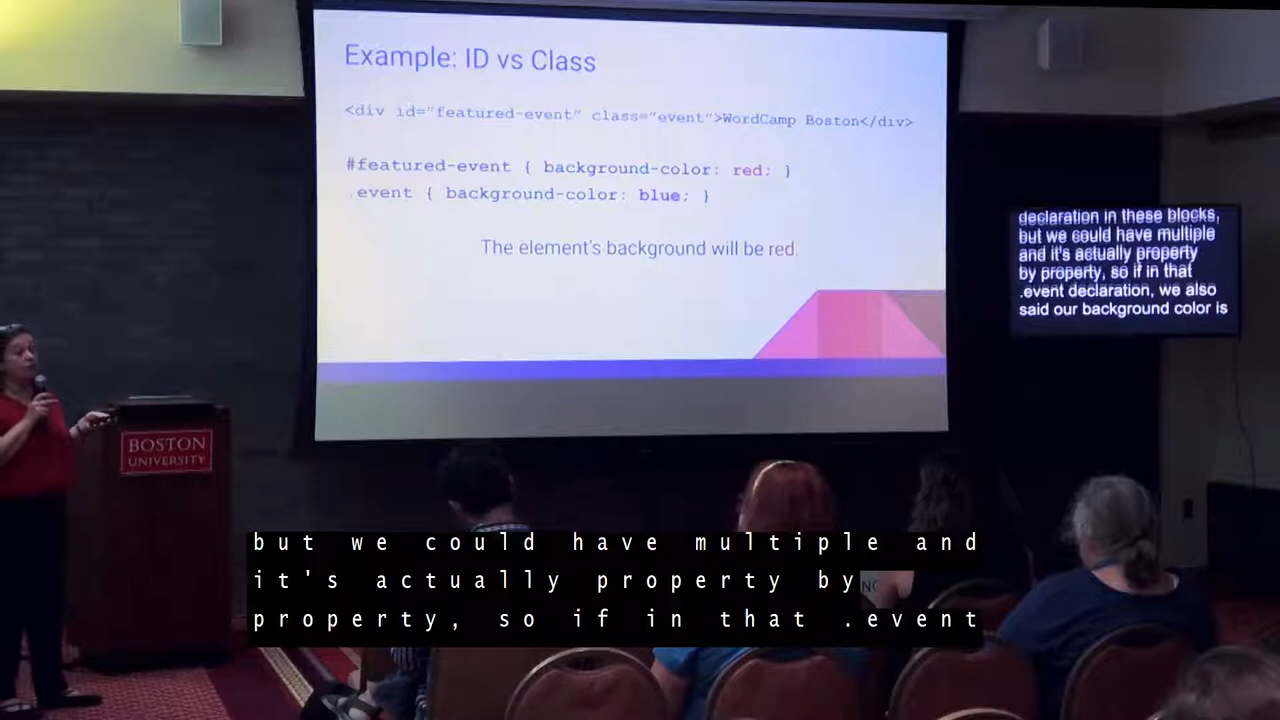 Example: ID vs Class
<div id="featured-event" class="event">WordCamp Boston</div>
#featured-event { background-color: red; }
.event { background-color: blue; }
The element's background will be red.
declaration in these blocks,
but we could have multiple
and it's actually property
by property, so if in that
.event declaration, we also
said our background color is
BOSTON
UNIVERSITY
but we could have multiple and
it's actually property by
property, so if in that .event